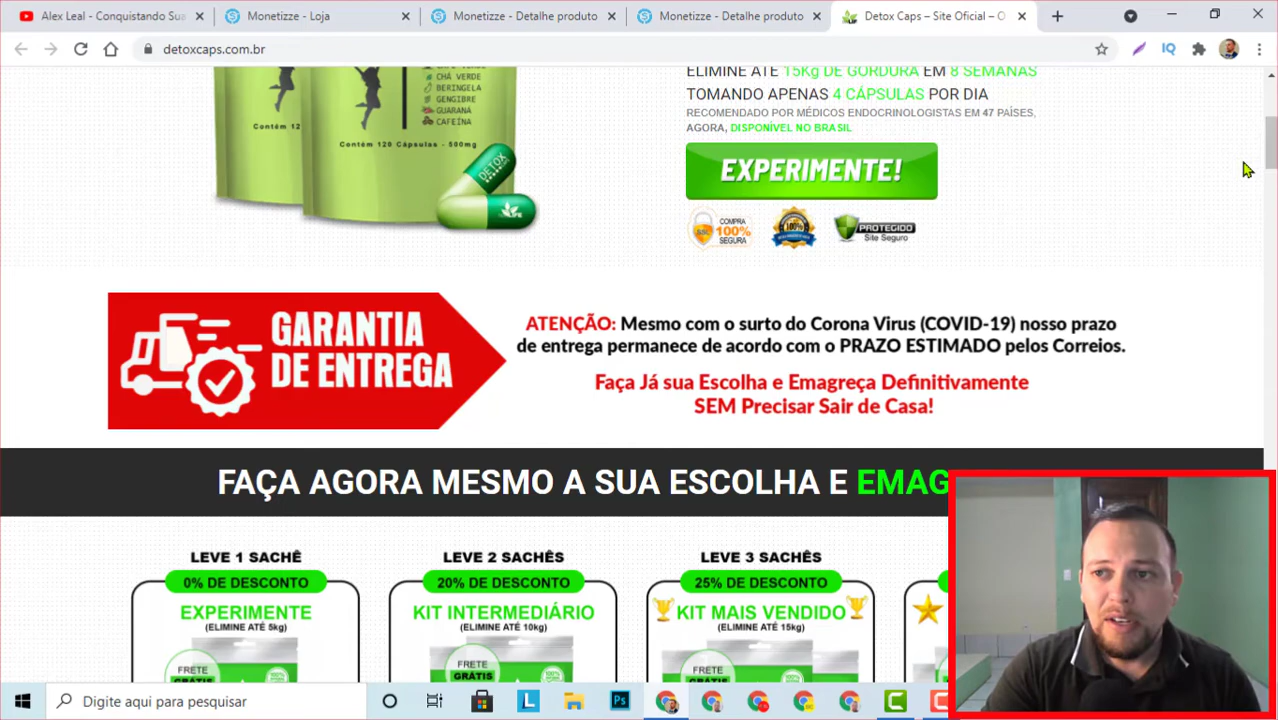 Alex Leal - Conquistando Sua
Monetizze - Loja
Monetizze - Detalhe produto
Monetizze - Detalhe produto
Detox Caps – Site Oficial – O
detoxcaps.com.br
IQ
CHÁ VERDE
BERINGELA
GENGIBRE
GUARANÁ
CAFEÍNA
Contém 12
Contém 120 Cápsulas - 500mg
DETOX
ELIMINE ATÉ 15Kg DE GORDURA EM 8 SEMANAS
TOMANDO APENAS 4 CÁPSULAS POR DIA
RECOMENDADO POR MÉDICOS ENDOCRINOLOGISTAS EM 47 PAÍSES,
AGORA, DISPONÍVEL NO BRASIL
EXPERIMENTE!
SSL
COMPRA
100%
SEGURA
100%
PROTEGIDO
Site Seguro
GARANTIA
DE ENTREGA
ATENÇÃO: Mesmo com o surto do Corona Virus (COVID-19) nosso prazo
de entrega permanece de acordo com o PRAZO ESTIMADO pelos Correios.
Faça Já sua Escolha e Emagreça Definitivamente
SEM Precisar Sair de Casa!
FAÇA AGORA MESMO A SUA ESCOLHA E EMAG
LEVE 1 SACHÊ
0% DE DESCONTO
EXPERIMENTE
(ELIMINE ATÉ 5kg)
FRETE
GRÁTIS
LEVE 2 SACHÊS
20% DE DESCONTO
KIT INTERMEDIÁRIO
(ELIMINE ATÉ 10kg)
FRETE
GRÁTIS
LEVE 3 SACHÊS
25% DE DESCONTO
KIT MAIS VENDIDO
(ELIMINE ATÉ 15kg)
FRETE
GRÁTIS
Digite aqui para pesquisar
L
Ps